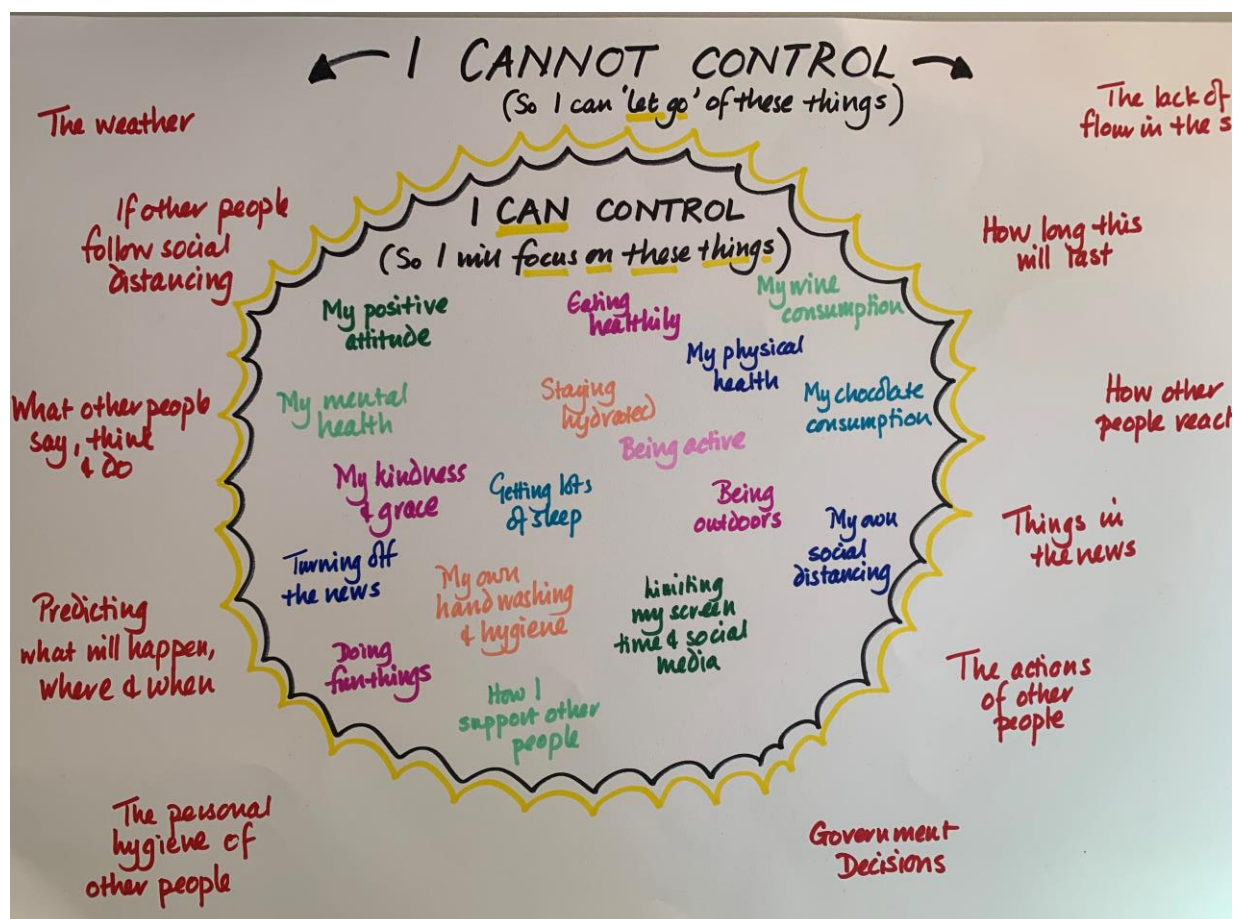 I CANNOT CONTROL
(So I can 'let go' of these things)
The weather
The lack of
flour in the
If other people
follow social
distancing
How long this
will last
I CAN CONTROL
(So I will focus on these things)
My positive
attitude
Eating
healthily
My wine
consumption
My physical
health
My mental
health
Staying
hydrated
My chocolate
consumption
Being active
What other people
say, think
& do
How other
people react
My kindness
& grace
Getting lots
of sleep
Being
outdoors
My own
social
distancing
Things in
the news
Turning off
the news
My own
hand washing
& hygiene
Limiting
my screen
time & social
media
Predicting
what will happen,
where & when
Doing
fun things
How I
support other
people
The actions
of other
people
The personal
hygiene of
other people
Government
Decisions